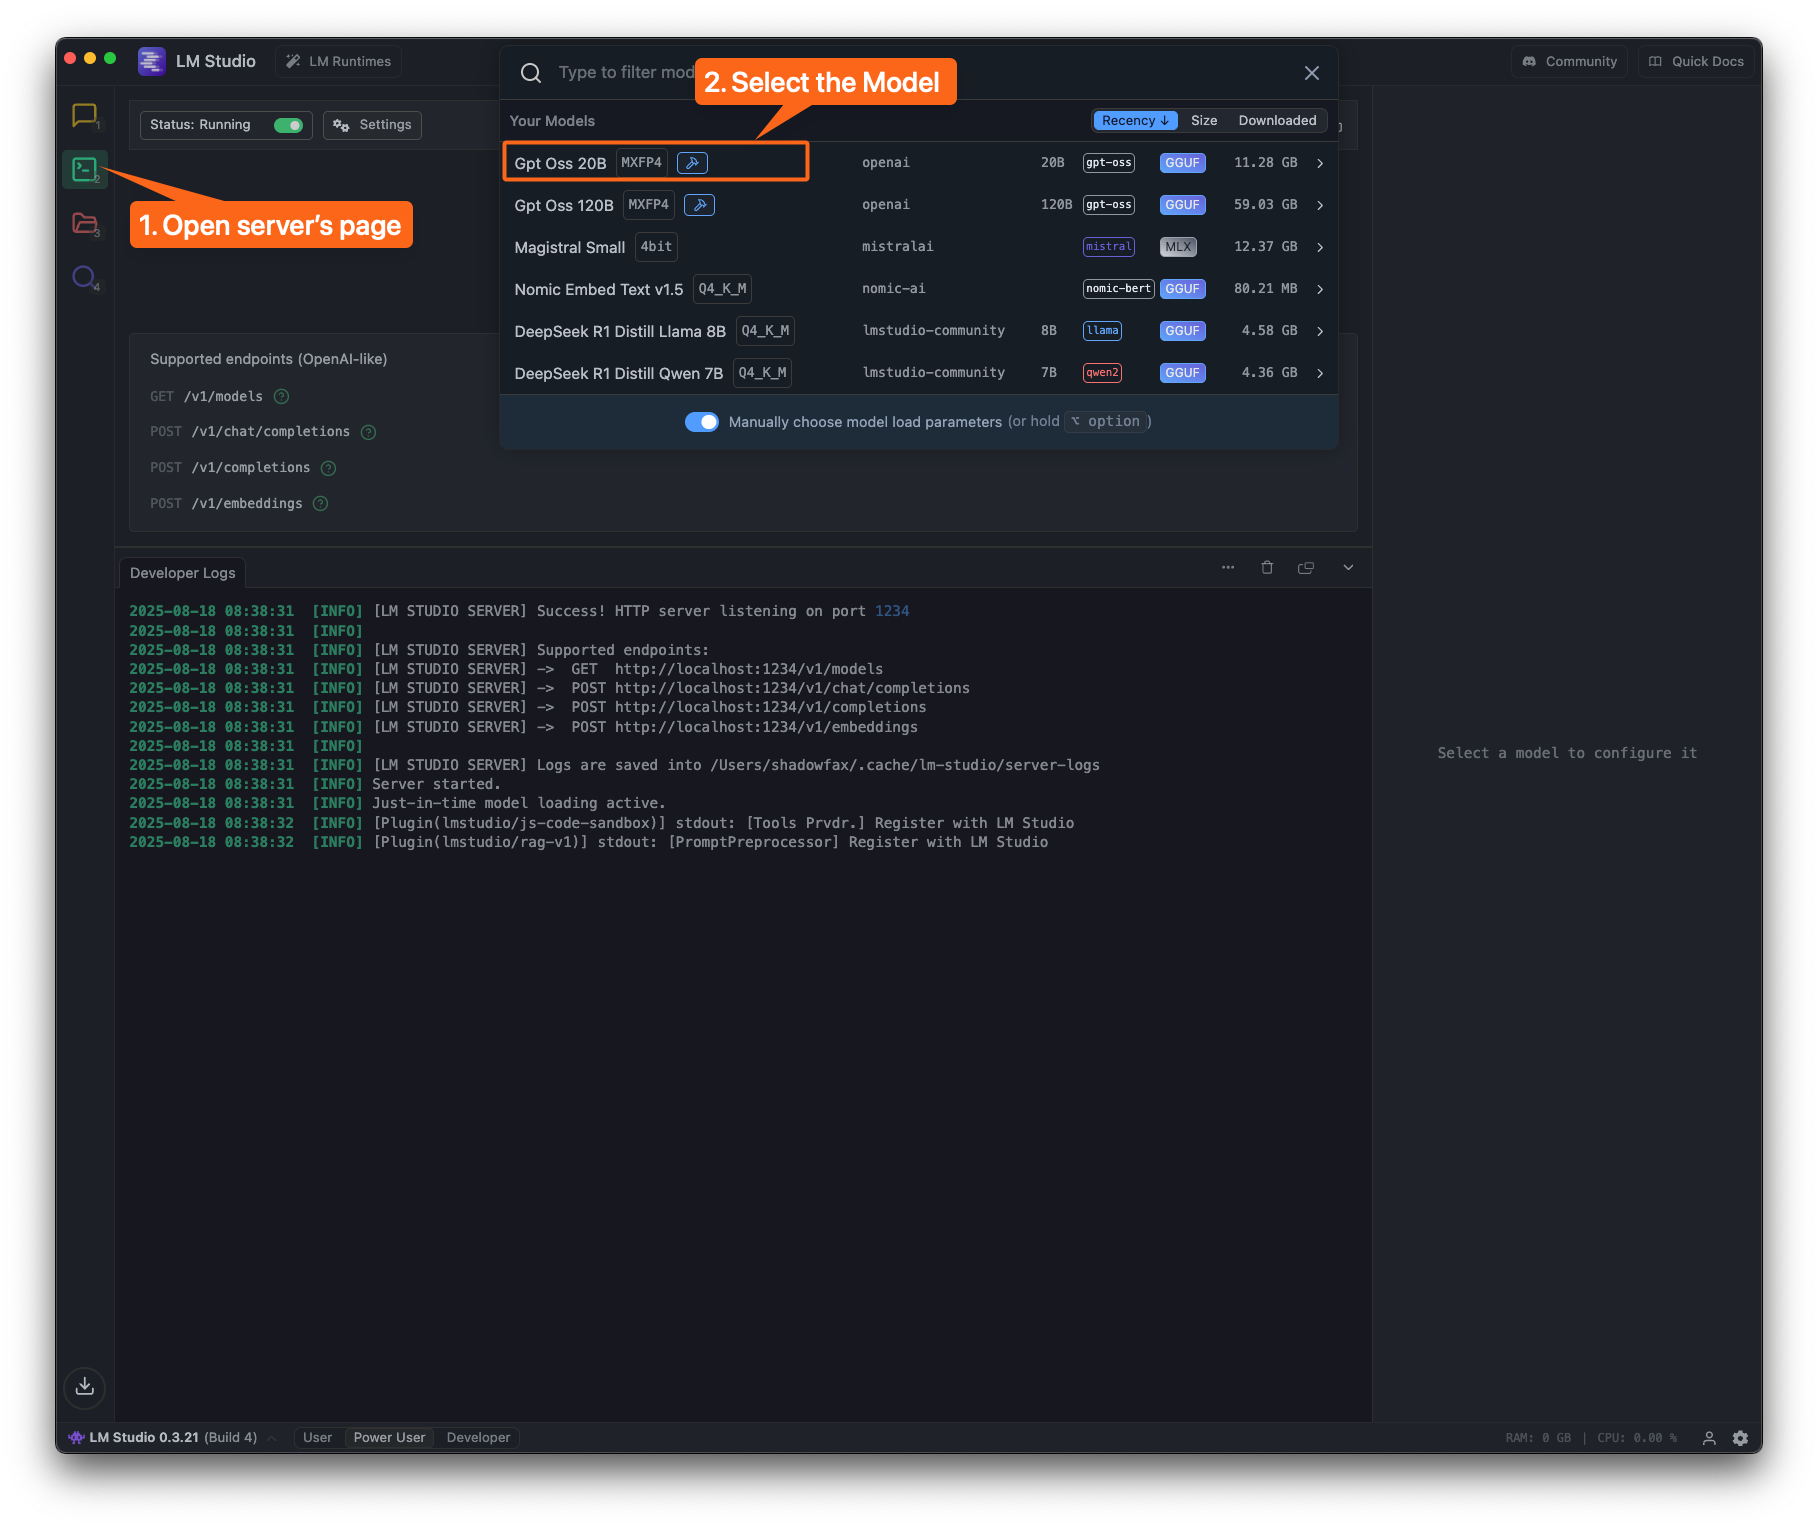 LM Studio
LM Runtimes
Type to filter mod
2. Select the Model
Community
Quick Docs
Status: Running
Settings
Your Models
Recency ↓
Size
Downloaded
Gpt Oss 20B MXFP4 openai 20B gpt-oss GGUF 11.28 GB
Gpt Oss 120B MXFP4 openai 120B gpt-oss GGUF 59.03 GB
Magistral Small 4bit mistralai mistral MLX 12.37 GB
Nomic Embed Text v1.5 Q4_K_M nomic-ai nomic-bert GGUF 80.21 MB
DeepSeek R1 Distill Llama 8B Q4_K_M lmstudio-community 8B llama GGUF 4.58 GB
DeepSeek R1 Distill Qwen 7B Q4_K_M lmstudio-community 7B qwen2 GGUF 4.36 GB
Manually choose model load parameters (or hold ⌥ option)
1
2
3
4
1. Open server's page
Supported endpoints (OpenAI-like)
GET /v1/models
POST /v1/chat/completions
POST /v1/completions
POST /v1/embeddings
Developer Logs
2025-08-18 08:38:31 [INFO] [LM STUDIO SERVER] Success! HTTP server listening on port 1234
2025-08-18 08:38:31 [INFO]
2025-08-18 08:38:31 [INFO] [LM STUDIO SERVER] Supported endpoints:
2025-08-18 08:38:31 [INFO] [LM STUDIO SERVER] -> GET http://localhost:1234/v1/models
2025-08-18 08:38:31 [INFO] [LM STUDIO SERVER] -> POST http://localhost:1234/v1/chat/completions
2025-08-18 08:38:31 [INFO] [LM STUDIO SERVER] -> POST http://localhost:1234/v1/completions
2025-08-18 08:38:31 [INFO] [LM STUDIO SERVER] -> POST http://localhost:1234/v1/embeddings
2025-08-18 08:38:31 [INFO]
2025-08-18 08:38:31 [INFO] [LM STUDIO SERVER] Logs are saved into /Users/shadowfax/.cache/lm-studio/server-logs
2025-08-18 08:38:31 [INFO] Server started.
2025-08-18 08:38:31 [INFO] Just-in-time model loading active.
2025-08-18 08:38:32 [INFO] [Plugin(lmstudio/js-code-sandbox)] stdout: [Tools Prvdr.] Register with LM Studio
2025-08-18 08:38:32 [INFO] [Plugin(lmstudio/rag-v1)] stdout: [PromptPreprocessor] Register with LM Studio
Select a model to configure it
LM Studio 0.3.21 (Build 4)
User
Power User
Developer
RAM: 0 GB | CPU: 0.00 %